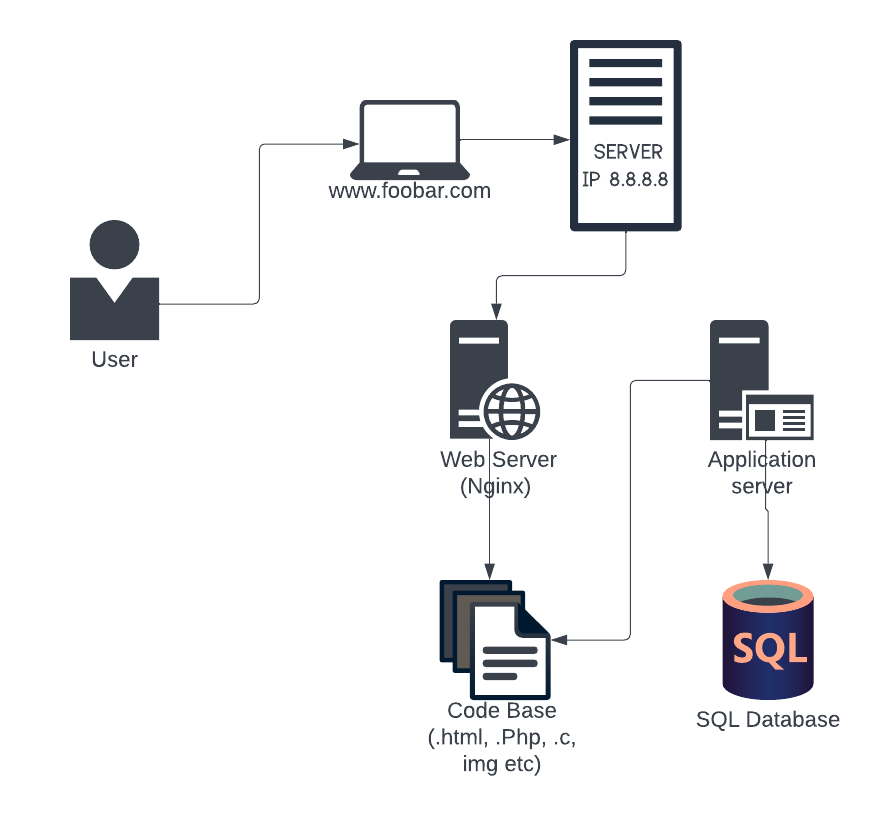 SERVER
IP 8.8.8.8
www.foobar.com
User
Web Server
(Nginx)
Application
server
SQL
Code Base
(.html, .Php, .c,
img etc)
SQL Database